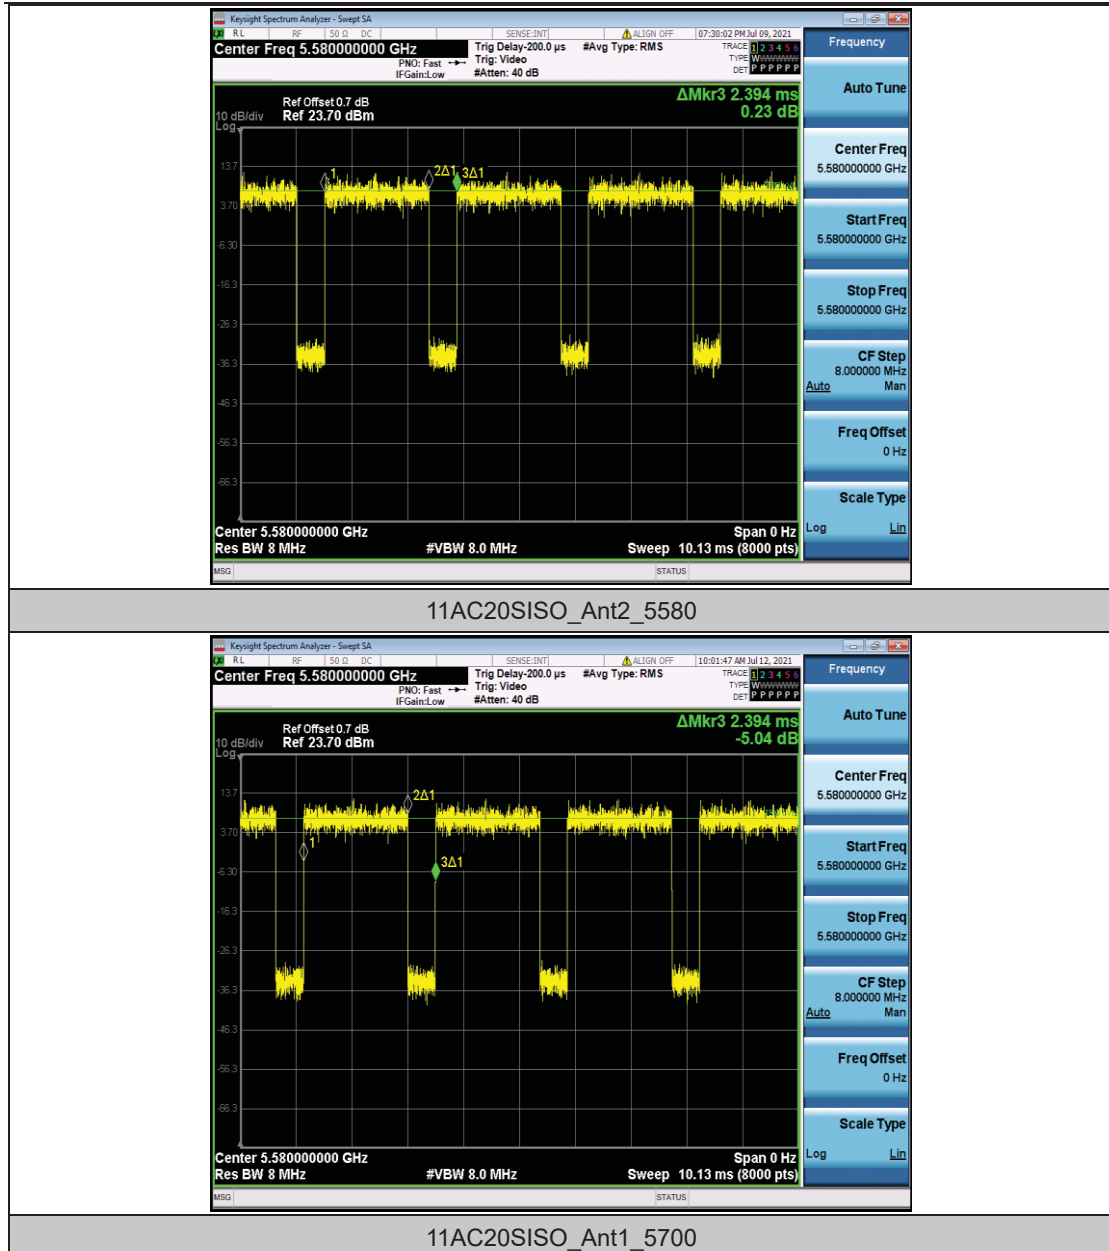 Keysight Spectrum Analyzer - Swept SA
LXI RL RF 50 Ω DC SENSE:INT ALIGN OFF 07:30:02 PM Jul 09, 2021
Center Freq 5.580000000 GHz
PNO: Fast
IFGain:Low
Trig Delay-200.0 µs
Trig: Video
#Atten: 40 dB
#Avg Type: RMS
TRACE 1 2 3 4 5 6
TYPE W
DET P P P P P P
Frequency
Auto Tune
Center Freq
5.580000000 GHz
Start Freq
5.580000000 GHz
Stop Freq
5.580000000 GHz
CF Step
8.000000 MHz
Auto Man
Freq Offset
0 Hz
Scale Type
Log Lin
ΔMkr3 2.394 ms
0.23 dB
Ref Offset 0.7 dB
10 dB/div Ref 23.70 dBm
Log
13.7
3.70
-6.30
-16.3
-26.3
-36.3
-46.3
-56.3
-66.3
1
2Δ1
3Δ1
Center 5.580000000 GHz Span 0 Hz
Res BW 8 MHz #VBW 8.0 MHz Sweep 10.13 ms (8000 pts)
MSG STATUS
11AC20SISO_Ant2_5580
Keysight Spectrum Analyzer - Swept SA
LXI RL RF 50 Ω DC SENSE:INT ALIGN OFF 10:01:47 AM Jul 12, 2021
Center Freq 5.580000000 GHz
PNO: Fast
IFGain:Low
Trig Delay-200.0 µs
Trig: Video
#Atten: 40 dB
#Avg Type: RMS
TRACE 1 2 3 4 5 6
TYPE W
DET P P P P P P
Frequency
Auto Tune
Center Freq
5.580000000 GHz
Start Freq
5.580000000 GHz
Stop Freq
5.580000000 GHz
CF Step
8.000000 MHz
Auto Man
Freq Offset
0 Hz
Scale Type
Log Lin
ΔMkr3 2.394 ms
-5.04 dB
Ref Offset 0.7 dB
10 dB/div Ref 23.70 dBm
Log
13.7
3.70
-6.30
-16.3
-26.3
-36.3
-46.3
-56.3
-66.3
1
2Δ1
3Δ1
Center 5.580000000 GHz Span 0 Hz
Res BW 8 MHz #VBW 8.0 MHz Sweep 10.13 ms (8000 pts)
MSG STATUS
11AC20SISO_Ant1_5700